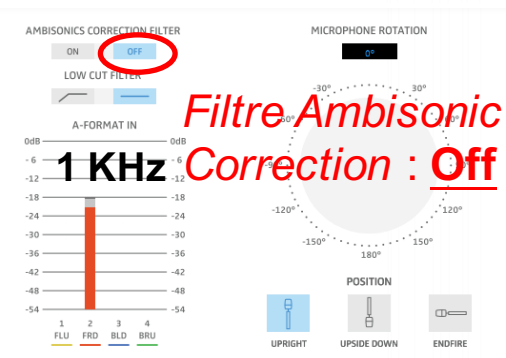 AMBISONICS CORRECTION FILTER
ON OFF
LOW CUT FILTER
A-FORMAT IN
0dB 0dB
- 6 - 6
-12 -12
-18 -18
-24 -24
-30 -30
-36 -36
-42 -42
-48 -48
-54 -54
1 2 3 4
FLU FRD BLD BRU
1 KHz
Filtre Ambisonic
Correction : Off
MICROPHONE ROTATION
0°
-30° 30°
-120° 120°
-150° 150°
180°
POSITION
UPRIGHT UPSIDE DOWN ENDFIRE